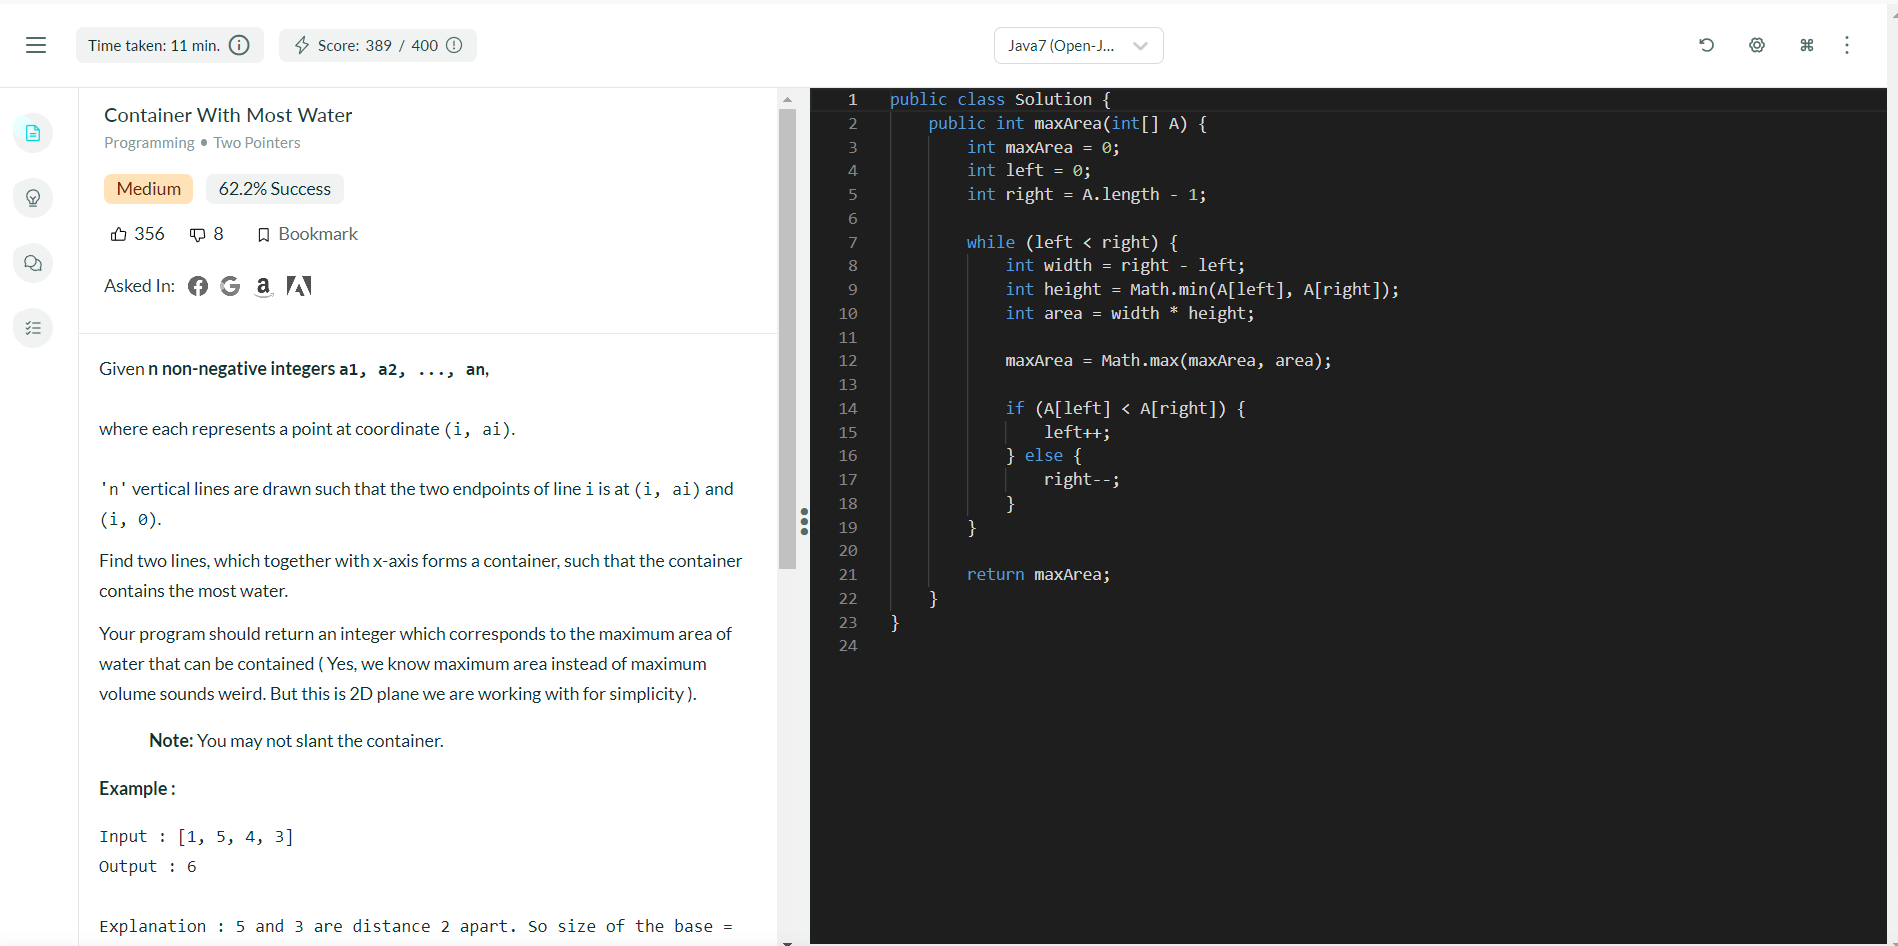 Time taken: 11 min.
Score: 389 / 400
Java7 (Open-J...
Container With Most Water
Programming • Two Pointers
Medium
62.2% Success
356
8
Bookmark
Asked In:
Given n non-negative integers a1, a2, ..., an,
where each represents a point at coordinate (i, ai).
'n' vertical lines are drawn such that the two endpoints of line i is at (i, ai) and
(i, 0).
Find two lines, which together with x-axis forms a container, such that the container
contains the most water.
Your program should return an integer which corresponds to the maximum area of
water that can be contained ( Yes, we know maximum area instead of maximum
volume sounds weird. But this is 2D plane we are working with for simplicity ).
Note: You may not slant the container.
Example :
Input : [1, 5, 4, 3]
Output : 6
Explanation : 5 and 3 are distance 2 apart. So size of the base =
1 public class Solution {
2 public int maxArea(int[] A) {
3 int maxArea = 0;
4 int left = 0;
5 int right = A.length - 1;
6
7 while (left < right) {
8 int width = right - left;
9 int height = Math.min(A[left], A[right]);
10 int area = width * height;
11
12 maxArea = Math.max(maxArea, area);
13
14 if (A[left] < A[right]) {
15 left++;
16 } else {
17 right--;
18 }
19 }
20
21 return maxArea;
22 }
23 }
24